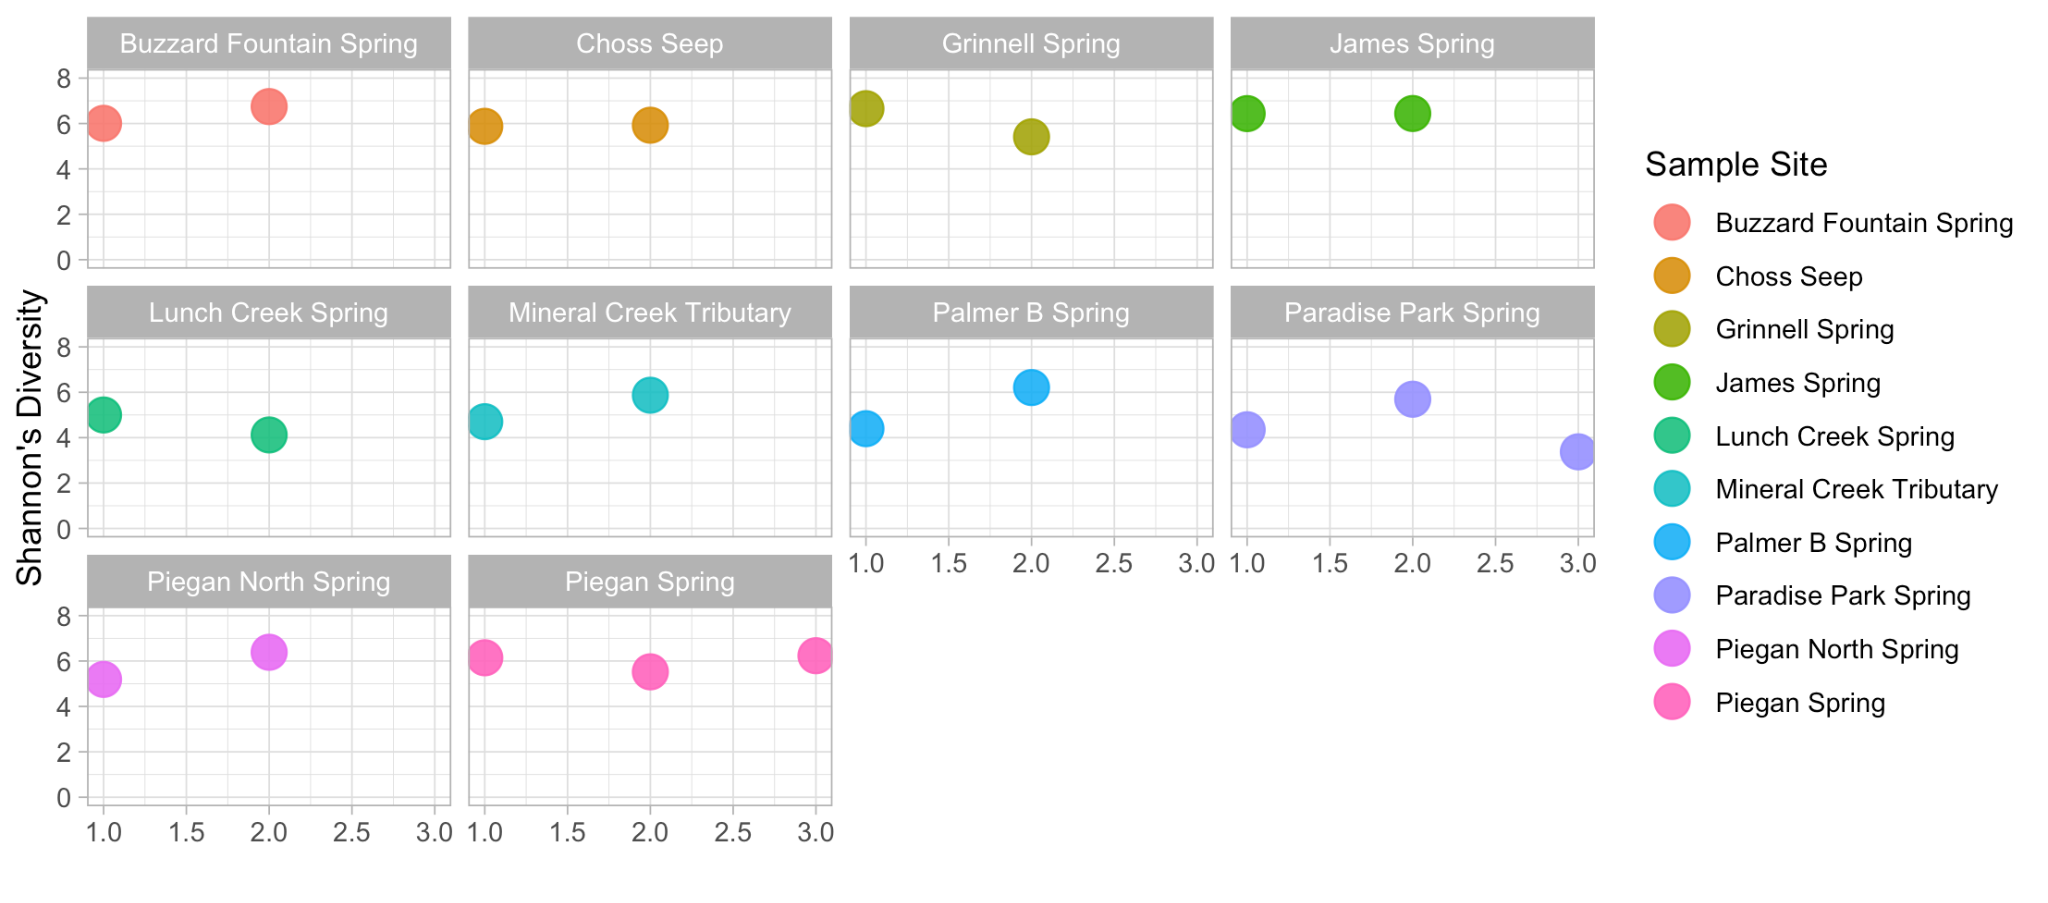 Buzzard Fountain Spring
Choss Seep
Grinnell Spring
James Spring
8
6
4
2
0
Lunch Creek Spring
Mineral Creek Tributary
Palmer B Spring
Paradise Park Spring
8
6
4
2
0
1.0 1.5 2.0 2.5 3.0
1.0 1.5 2.0 2.5 3.0
Piegan North Spring
Piegan Spring
8
6
4
2
0
1.0 1.5 2.0 2.5 3.0
1.0 1.5 2.0 2.5 3.0
Shannon's Diversity
Sample Site
Buzzard Fountain Spring
Choss Seep
Grinnell Spring
James Spring
Lunch Creek Spring
Mineral Creek Tributary
Palmer B Spring
Paradise Park Spring
Piegan North Spring
Piegan Spring